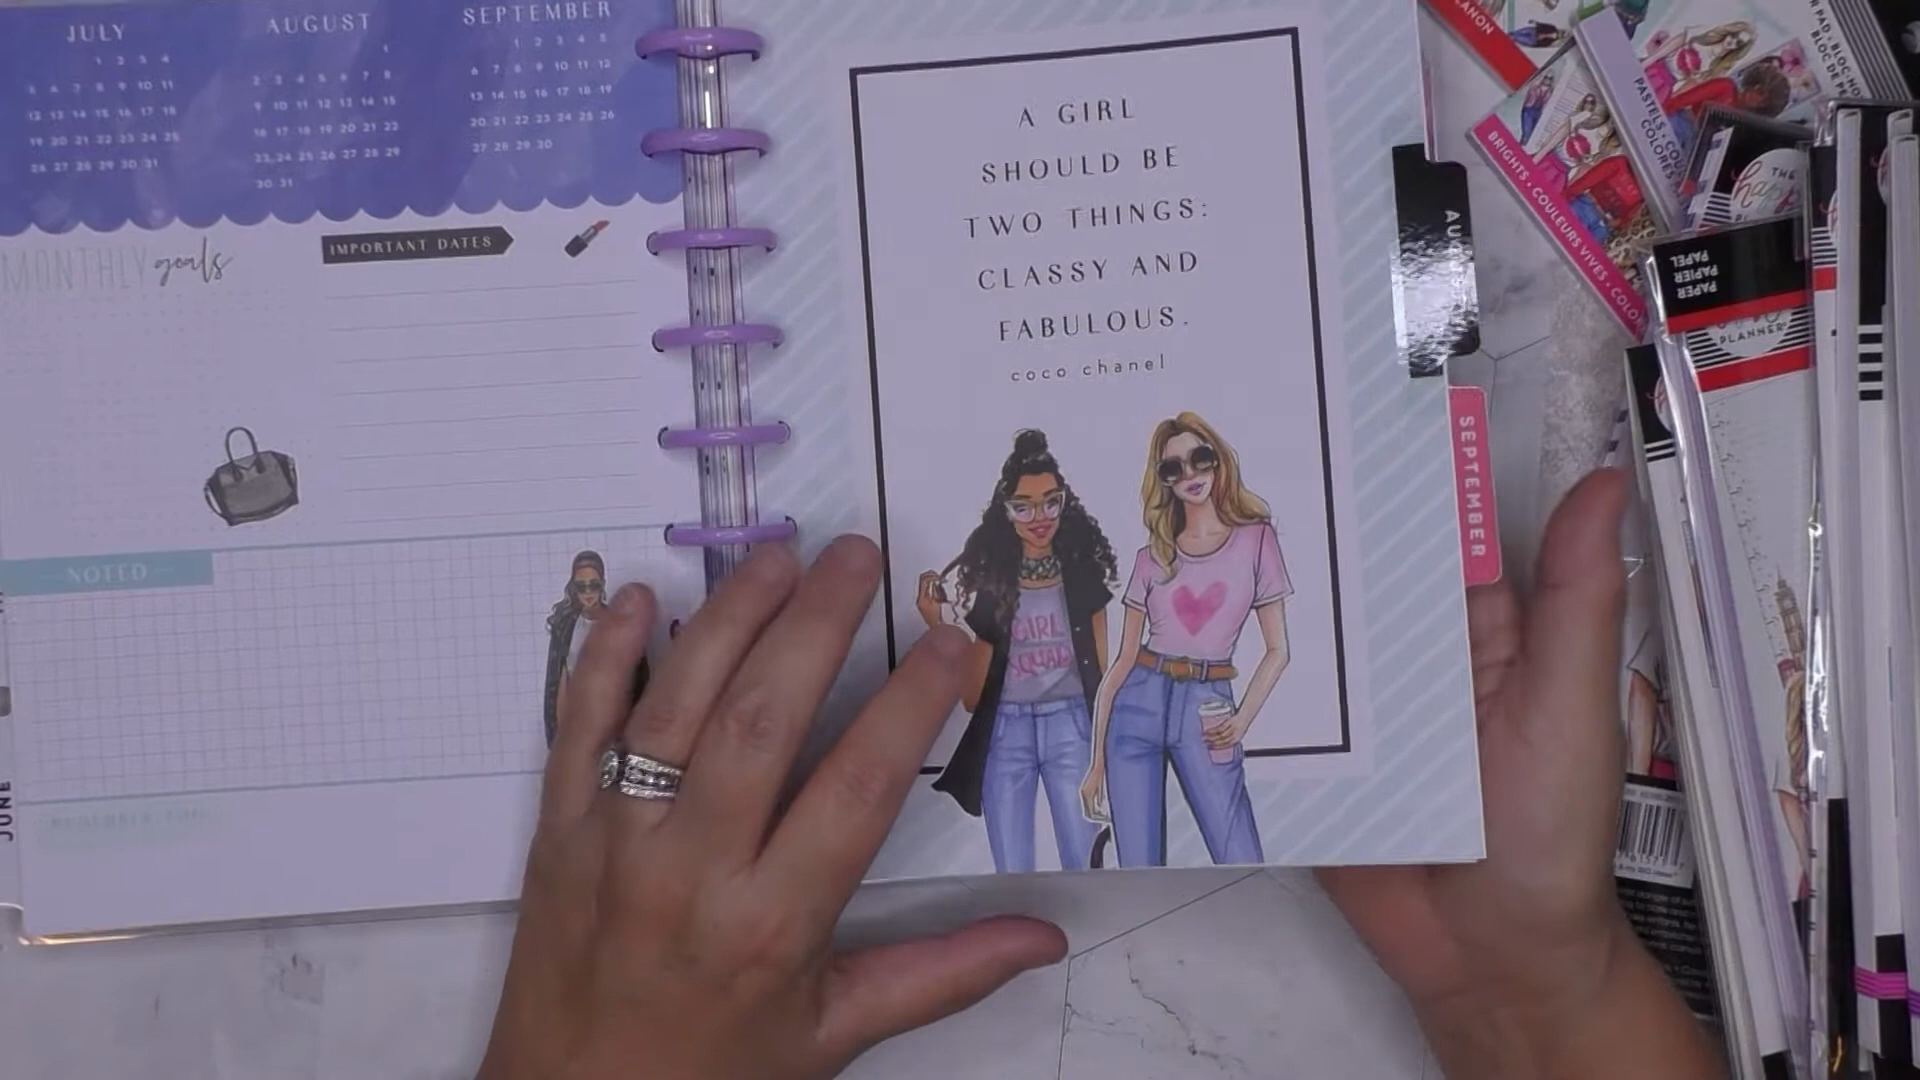 JULY
1 2 3 4
5 6 7 8 9 10 11
12 13 14 15 16 17 18
19 20 21 22 23 24 25
26 27 28 29 30 31
AUGUST
1
2 3 4 5 6 7 8
9 10 11 12 13 14 15
16 17 18 19 20 21 22
23 24 25 26 27 28 29
30 31
SEPTEMBER
1 2 3 4 5
6 7 8 9 10 11 12
13 14 15 16 17 18 19
20 21 22 23 24 25 26
27 28 29 30
MONTHLY goals
IMPORTANT DATES
NOTED
JUNE
A GIRL
SHOULD BE
TWO THINGS:
CLASSY AND
FABULOUS.
coco chanel
GIRL
SQUAD
SEPTEMBER
BRIGHTS • COULEURS VIVES •
THE
PLANNER
PAPER
PAPIER
PAPEL